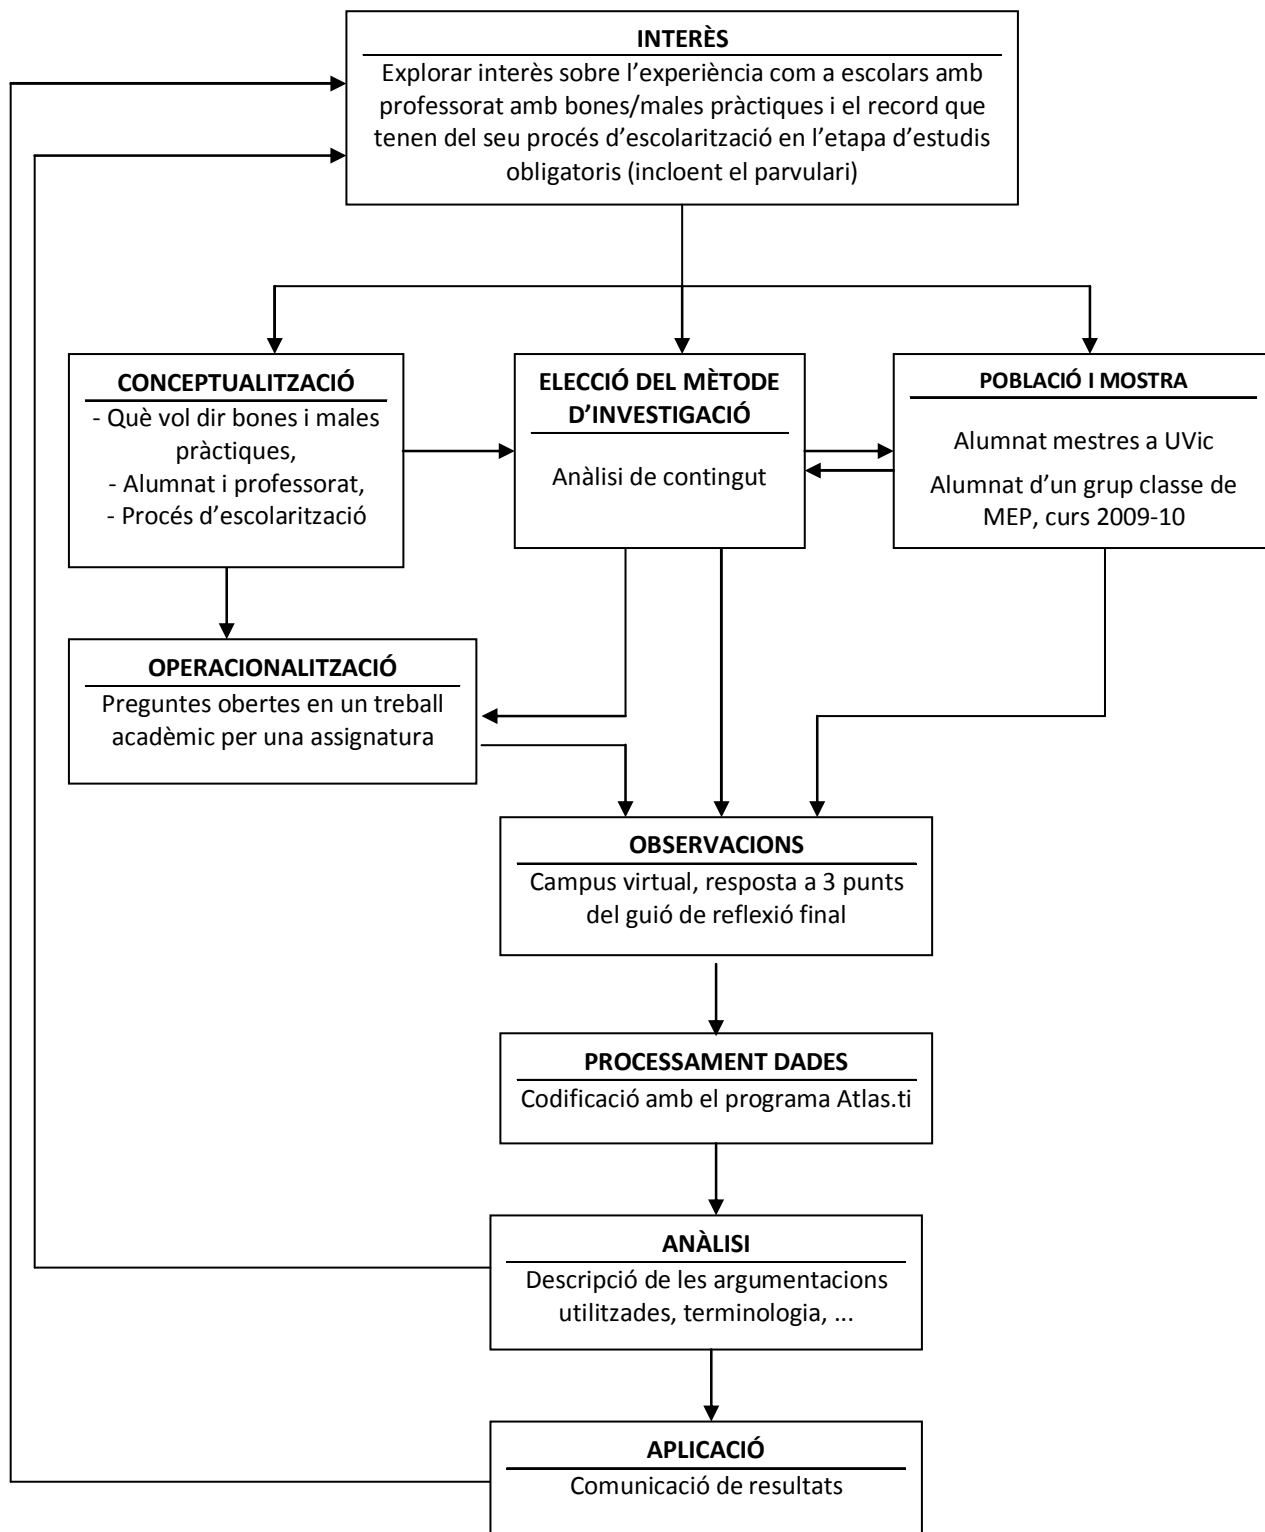 INTERÈS
Explorar interès sobre l’experiència com a escolars amb
professorat amb bones/males pràctiques i el record que
tenen del seu procés d’escolarització en l’etapa d’estudis
obligatoris (incloent el parvulari)
CONCEPTUALITZACIÓ
- Què vol dir bones i males
pràctiques,
- Alumnat i professorat,
- Procés d’escolarització
ELECCIÓ DEL MÈTODE
D’INVESTIGACIÓ
Anàlisi de contingut
POBLACIÓ I MOSTRA
Alumnat mestres a UVic
Alumnat d’un grup classe de
MEP, curs 2009-10
OPERACIONALITZACIÓ
Preguntes obertes en un treball
acadèmic per una assignatura
OBSERVACIONS
Campus virtual, resposta a 3 punts
del guió de reflexió final
PROCESSAMENT DADES
Codificació amb el programa Atlas.ti
ANÀLISI
Descripció de les argumentacions
utilitzades, terminologia, ...
APLICACIÓ
Comunicació de resultats